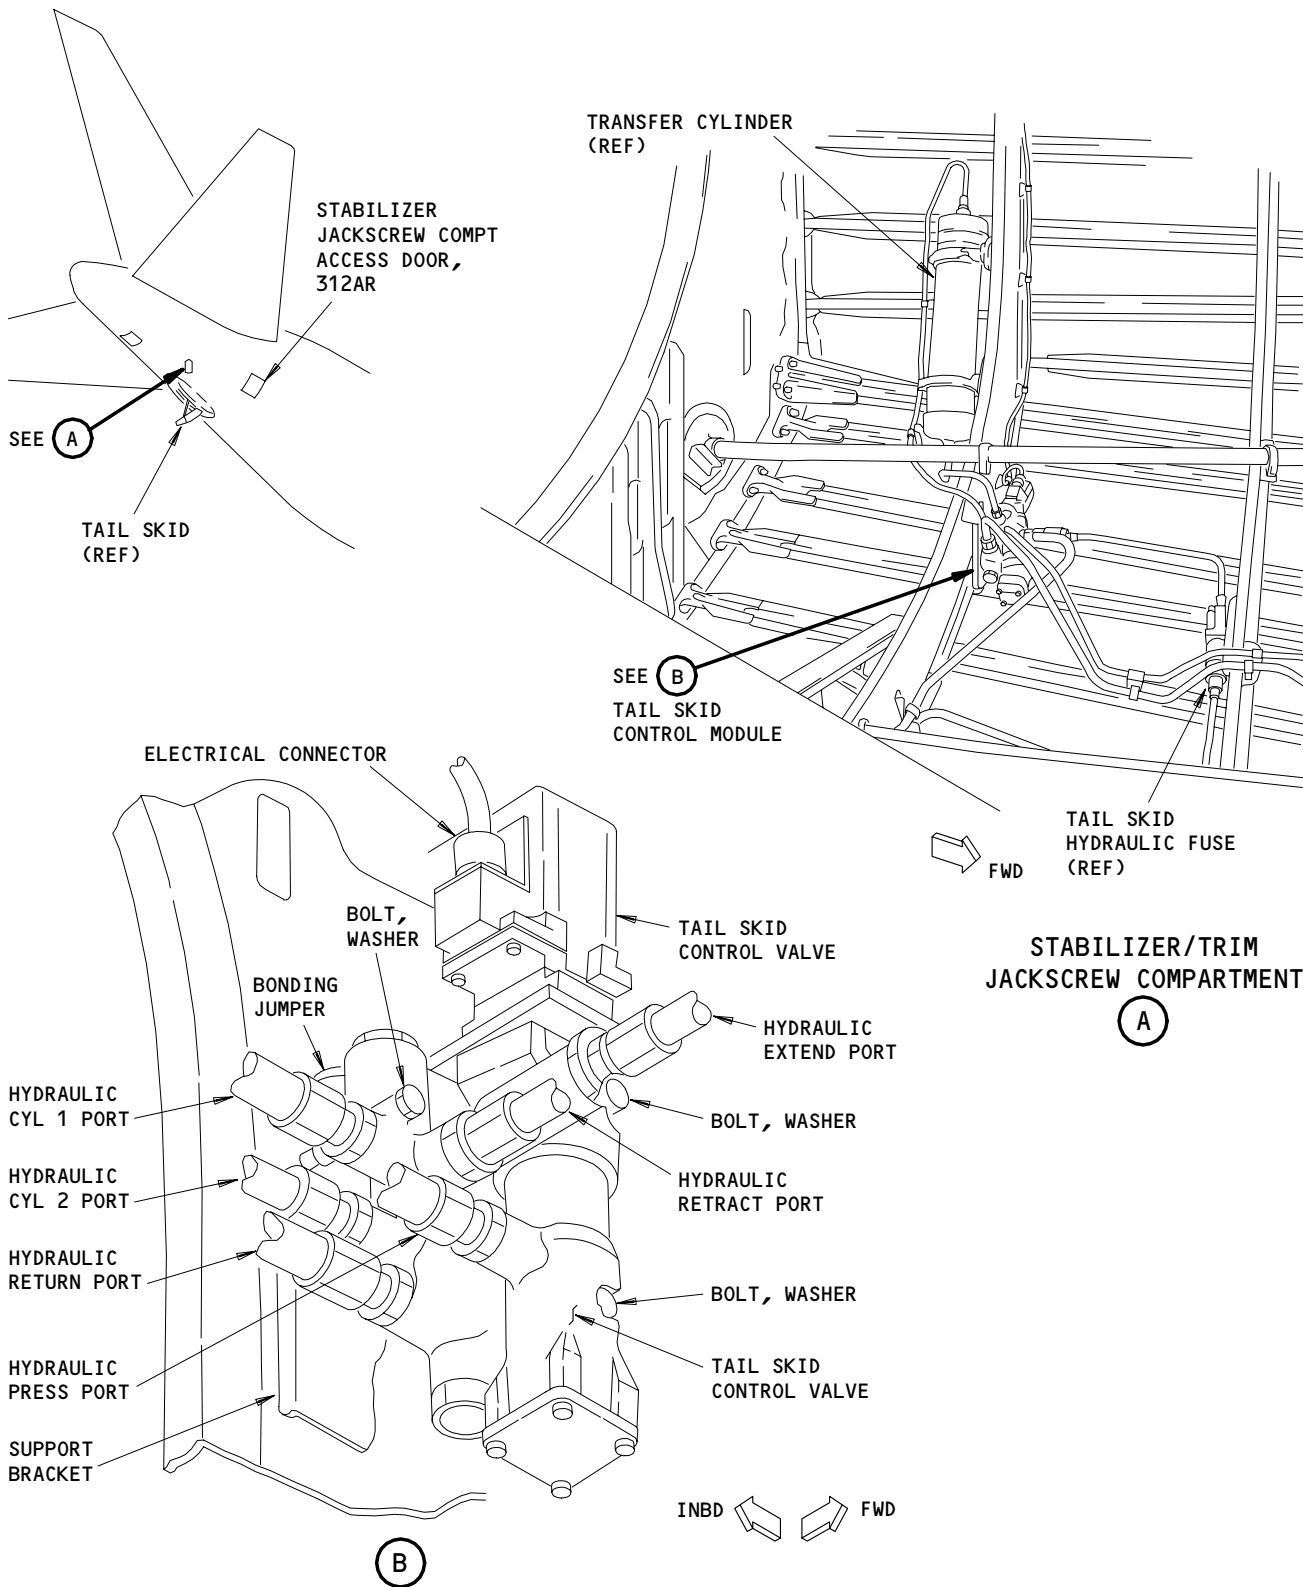 TRANSFER CYLINDER
(REF)
STABILIZER
JACKSCREW COMPT
ACCESS DOOR,
312AR
SEE A
TAIL SKID
(REF)
SEE B
TAIL SKID
CONTROL MODULE
TAIL SKID
HYDRAULIC FUSE
(REF)
FWD
STABILIZER/TRIM
JACKSCREW COMPARTMENT
A
ELECTRICAL CONNECTOR
BOLT,
WASHER
TAIL SKID
CONTROL VALVE
BONDING
JUMPER
HYDRAULIC
EXTEND PORT
HYDRAULIC
CYL 1 PORT
BOLT, WASHER
HYDRAULIC
CYL 2 PORT
HYDRAULIC
RETRACT PORT
HYDRAULIC
RETURN PORT
BOLT, WASHER
HYDRAULIC
PRESS PORT
TAIL SKID
CONTROL VALVE
SUPPORT
BRACKET
INBD
FWD
B